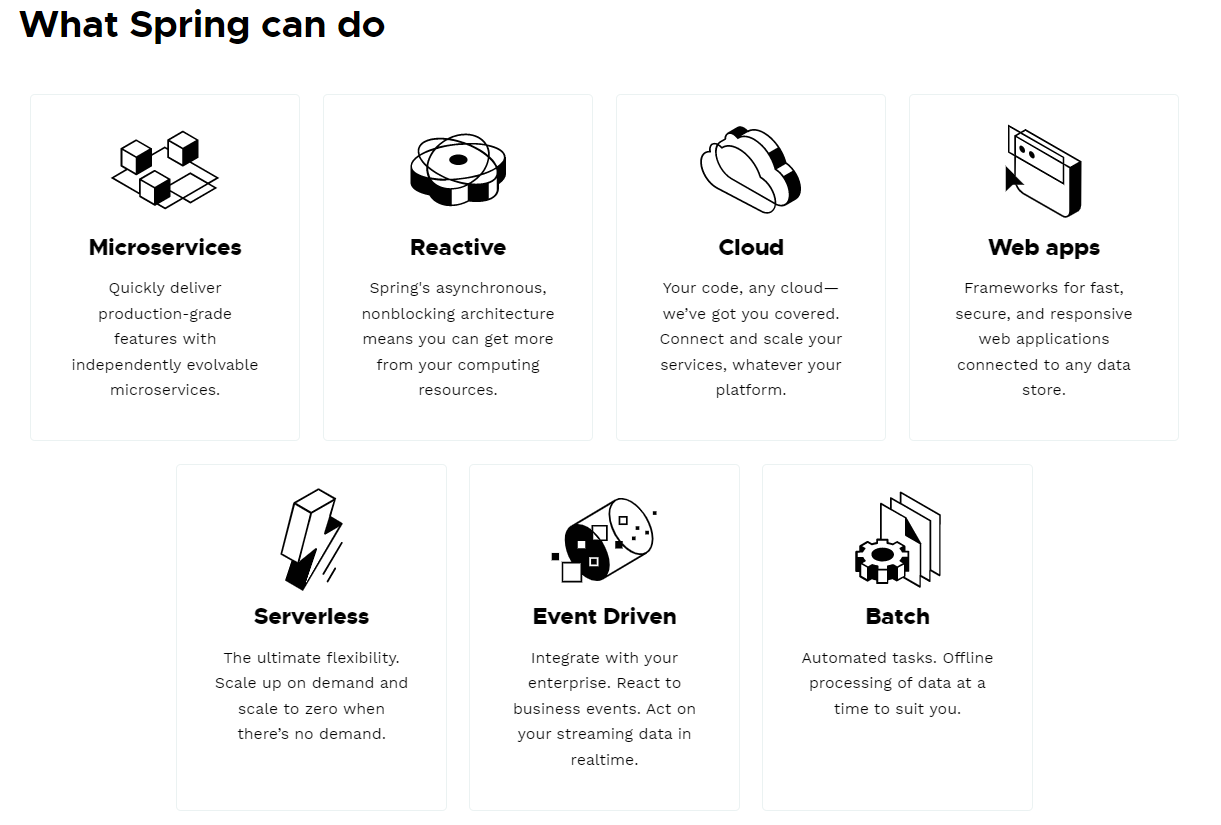 What Spring can do
Microservices
Quickly deliver
production-grade
features with
independently evolvable
microservices.
Reactive
Spring's asynchronous,
nonblocking architecture
means you can get more
from your computing
resources.
Cloud
Your code, any cloud—
we’ve got you covered.
Connect and scale your
services, whatever your
platform.
Web apps
Frameworks for fast,
secure, and responsive
web applications
connected to any data
store.
Serverless
The ultimate flexibility.
Scale up on demand and
scale to zero when
there’s no demand.
Event Driven
Integrate with your
enterprise. React to
business events. Act on
your streaming data in
realtime.
Batch
Automated tasks. Offline
processing of data at a
time to suit you.